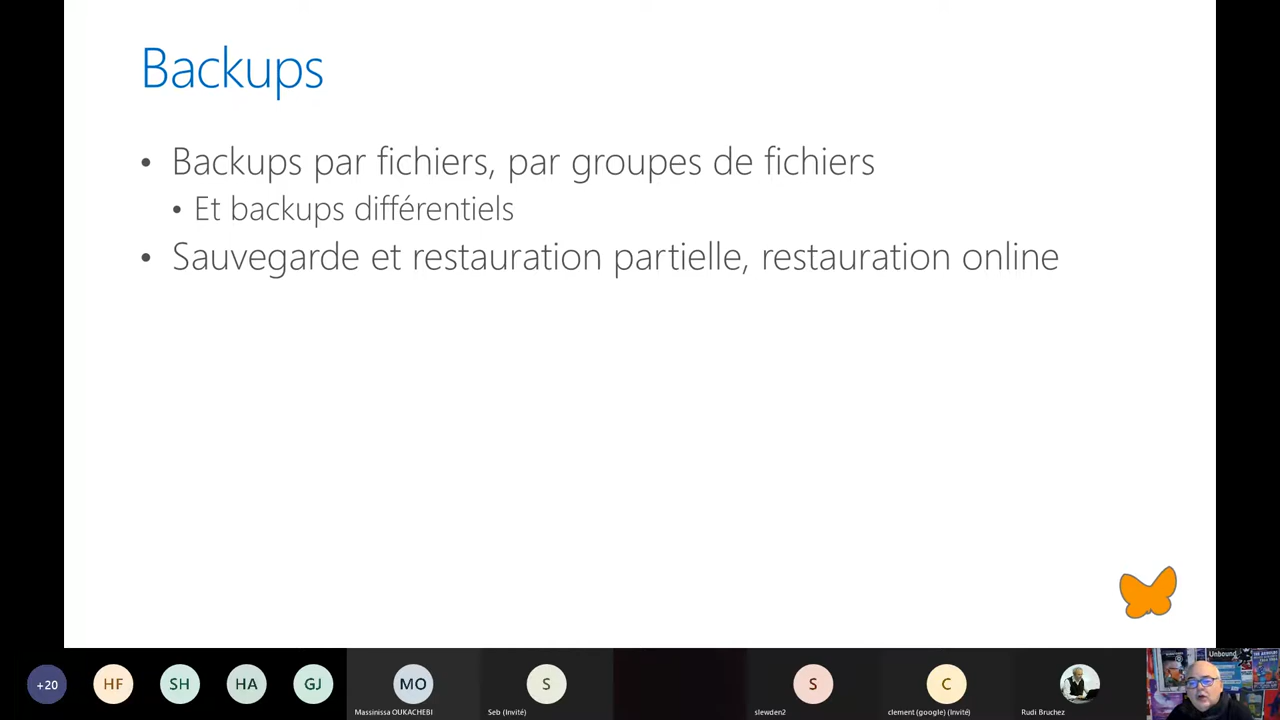 Backups
• Backups par fichiers, par groupes de fichiers
• Et backups différentiels
• Sauvegarde et restauration partielle, restauration online
+20
HF
SH
HA
GJ
MO
S
S
C
Massinissa OUKACHEBI
Seb (Invité)
slewden2
clement (google) (Invité)
Rudi Bruchez
Unbound